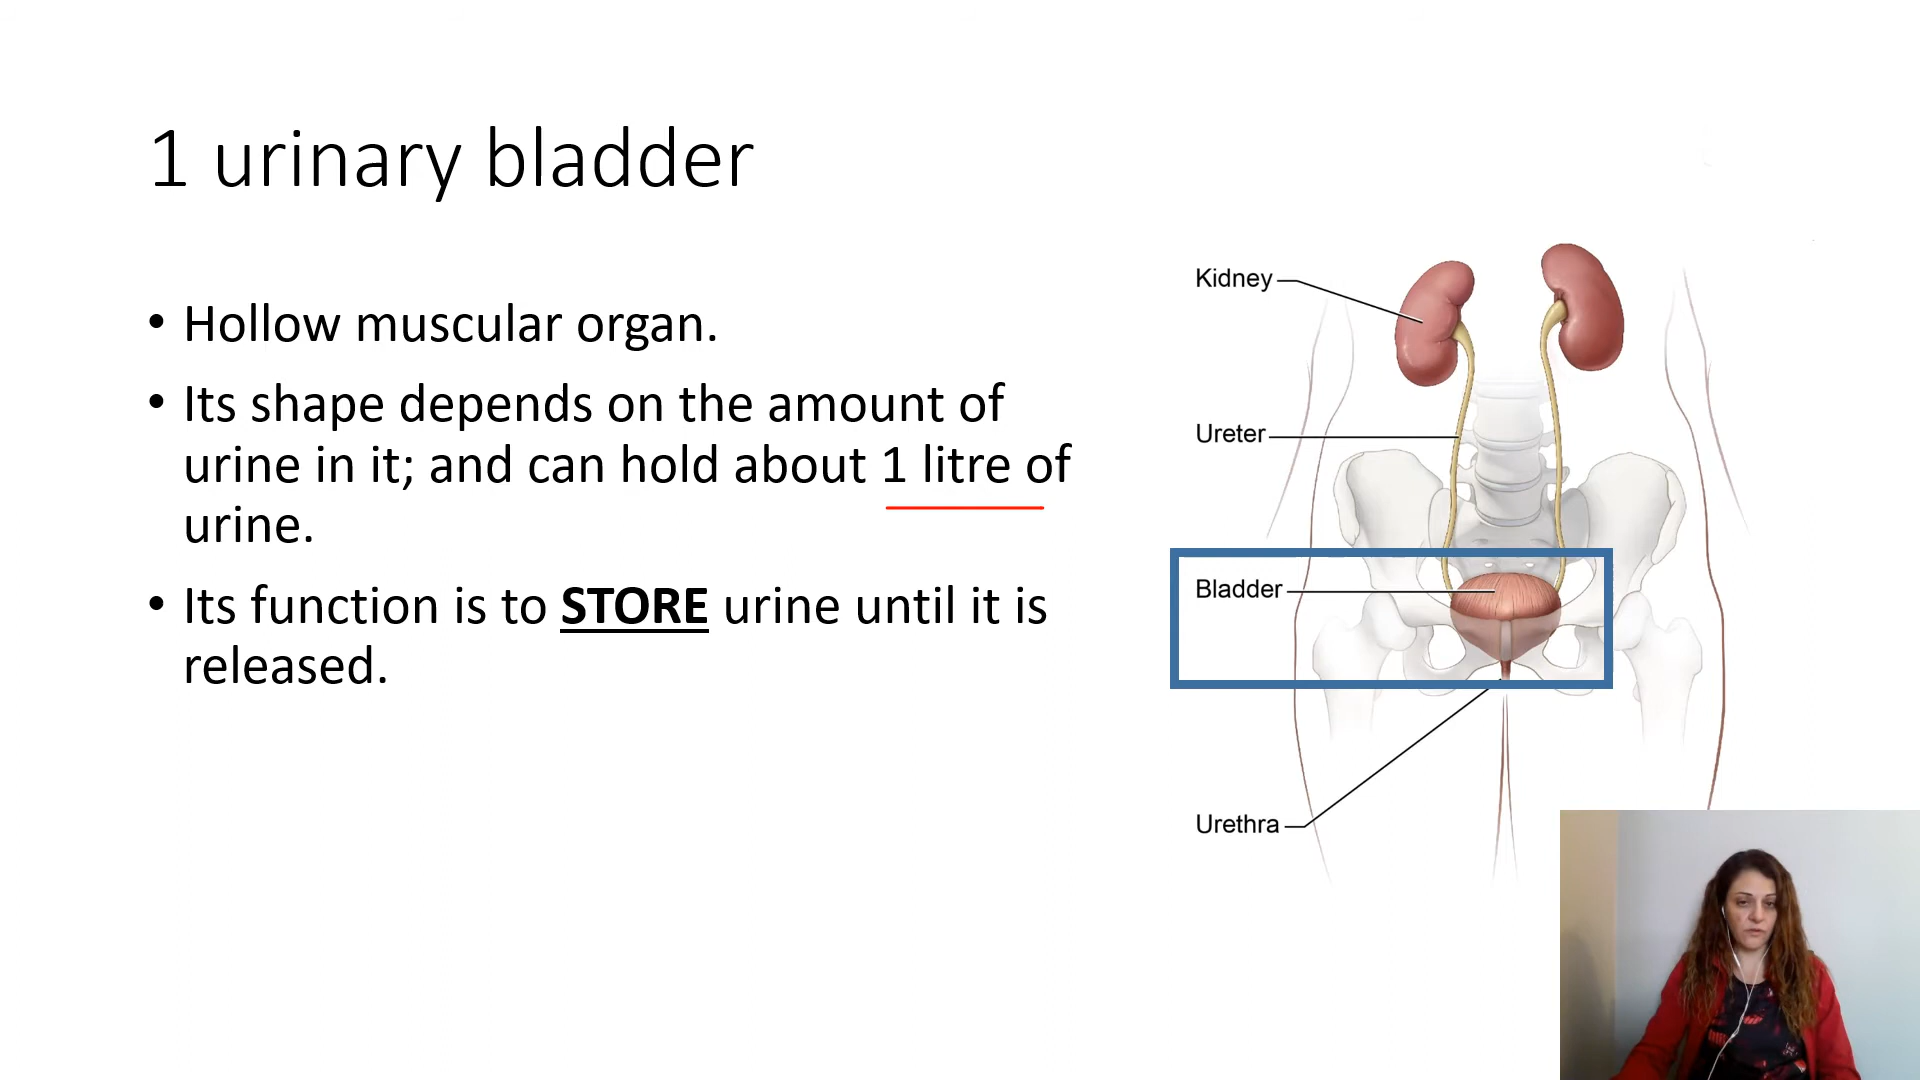 1 urinary bladder
• Hollow muscular organ.
• Its shape depends on the amount of
urine in it; and can hold about 1 litre of
urine.
• Its function is to STORE urine until it is
released.
Kidney
Ureter
Bladder
Urethra